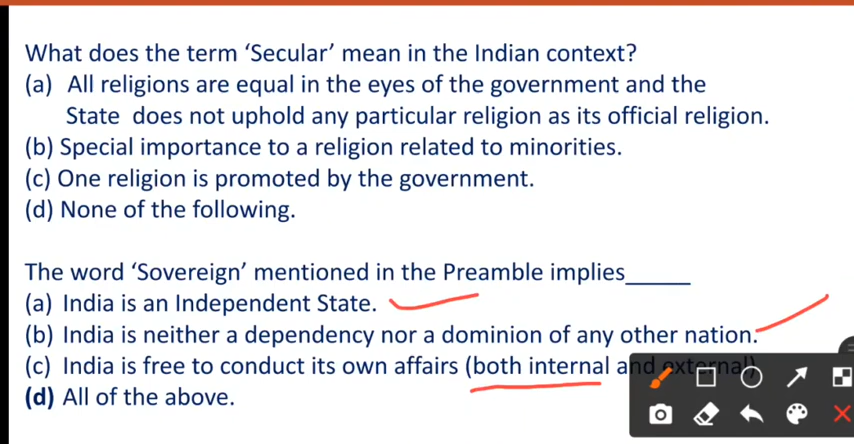 What does the term ‘Secular’ mean in the Indian context?
(a) All religions are equal in the eyes of the government and the
State does not uphold any particular religion as its official religion.
(b) Special importance to a religion related to minorities.
(c) One religion is promoted by the government.
(d) None of the following.
The word ‘Sovereign’ mentioned in the Preamble implies_____
(a) India is an Independent State.
(b) India is neither a dependency nor a dominion of any other nation.
(c) India is free to conduct its own affairs (both internal and external)
(d) All of the above.